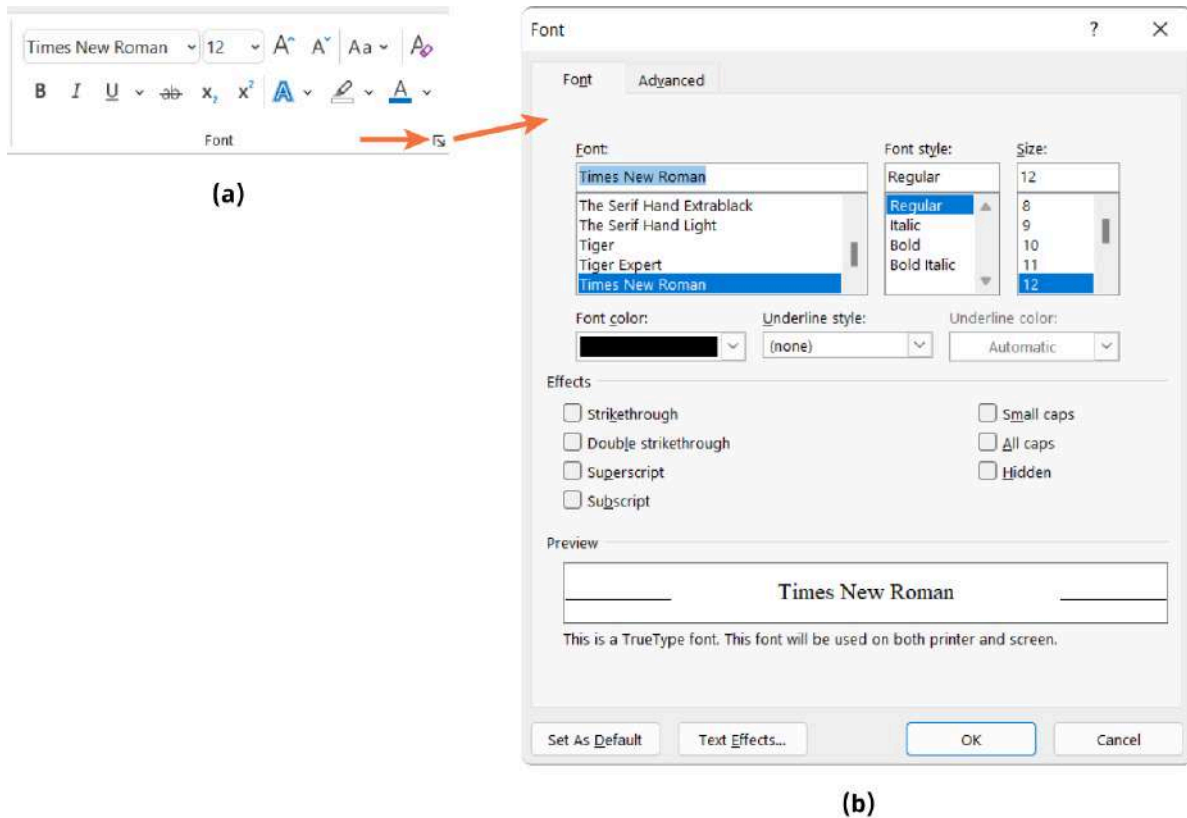 Times New Roman 12 A A Aa A
B I U ab x₂ x² A A
Font
(a)
Font ? X
Font Advanced
Font: Font style: Size:
Times New Roman Regular 12
The Serif Hand Extrablack Regular 8
The Serif Hand Light Italic 9
Tiger Bold 10
Tiger Expert Bold Italic 11
Times New Roman 12
Font color: Underline style: Underline color:
(none) Automatic
Effects
Strikethrough Small caps
Double strikethrough All caps
Superscript Hidden
Subscript
Preview
Times New Roman
This is a TrueType font. This font will be used on both printer and screen.
Set As Default Text Effects... OK Cancel
(b)